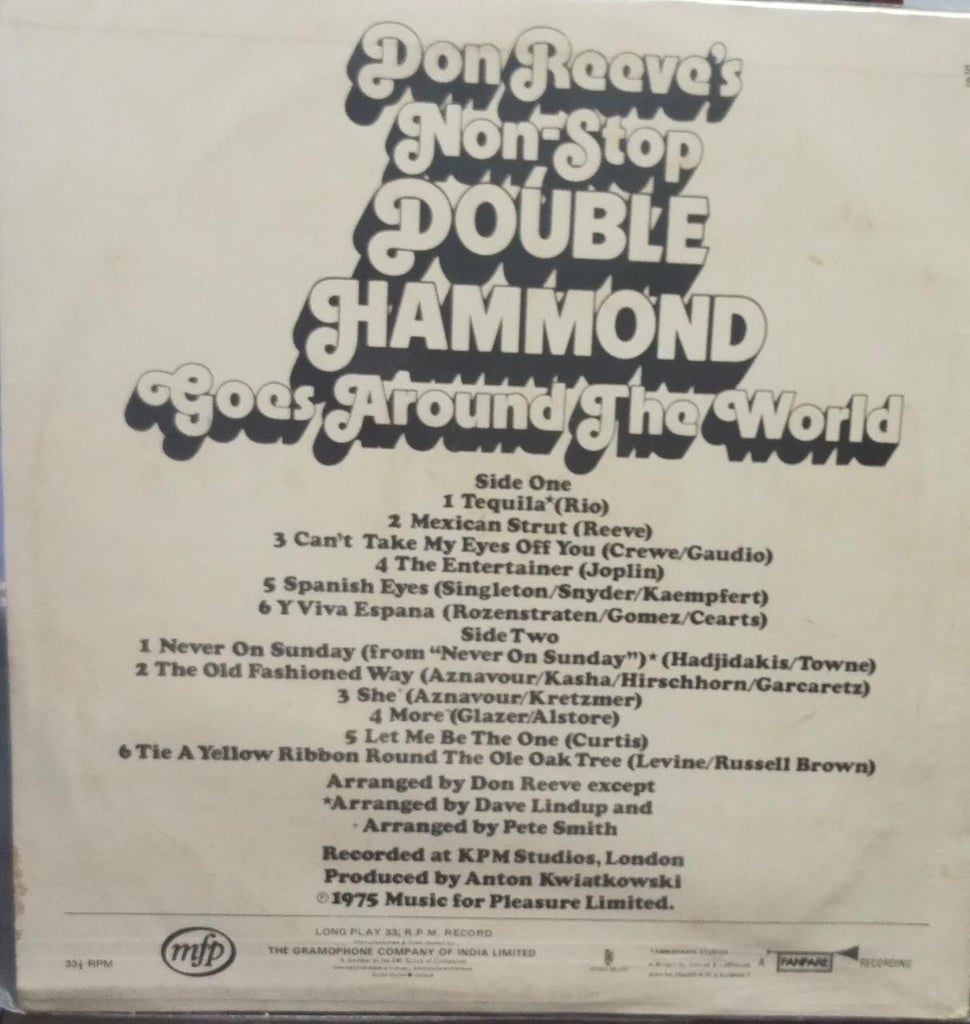 Don Reeve's
Non-Stop
DOUBLE
HAMMOND
Goes Around The World
Side One
1 Tequila*(Rio)
2 Mexican Strut (Reeve)
3 Can't Take My Eyes Off You (Crewe/Gaudio)
4 The Entertainer (Joplin)
5 Spanish Eyes (Singleton/Snyder/Kaempfert)
6 Y Viva Espana (Rozenstraten/Gomez/Cearts)
Side Two
1 Never On Sunday (from "Never On Sunday")* (Hadjidakis/Towne)
2 The Old Fashioned Way (Aznavour/Kasha/Hirschhorn/Garcaretz)
3 She (Aznavour/Kretzmer)
4 More (Glazer/Alstore)
5 Let Me Be The One (Curtis)
6 Tie A Yellow Ribbon Round The Ole Oak Tree (Levine/Russell Brown)
Arranged by Don Reeve except
*Arranged by Dave Lindup and
Arranged by Pete Smith
Recorded at KPM Studios, London
Produced by Anton Kwiatkowski
℗1975 Music for Pleasure Limited.
LONG PLAY 33⅓ R.P.M. RECORD
THE GRAMOPHONE COMPANY OF INDIA LIMITED
33⅓ RPM
mfp
A FANFARE RECORDING